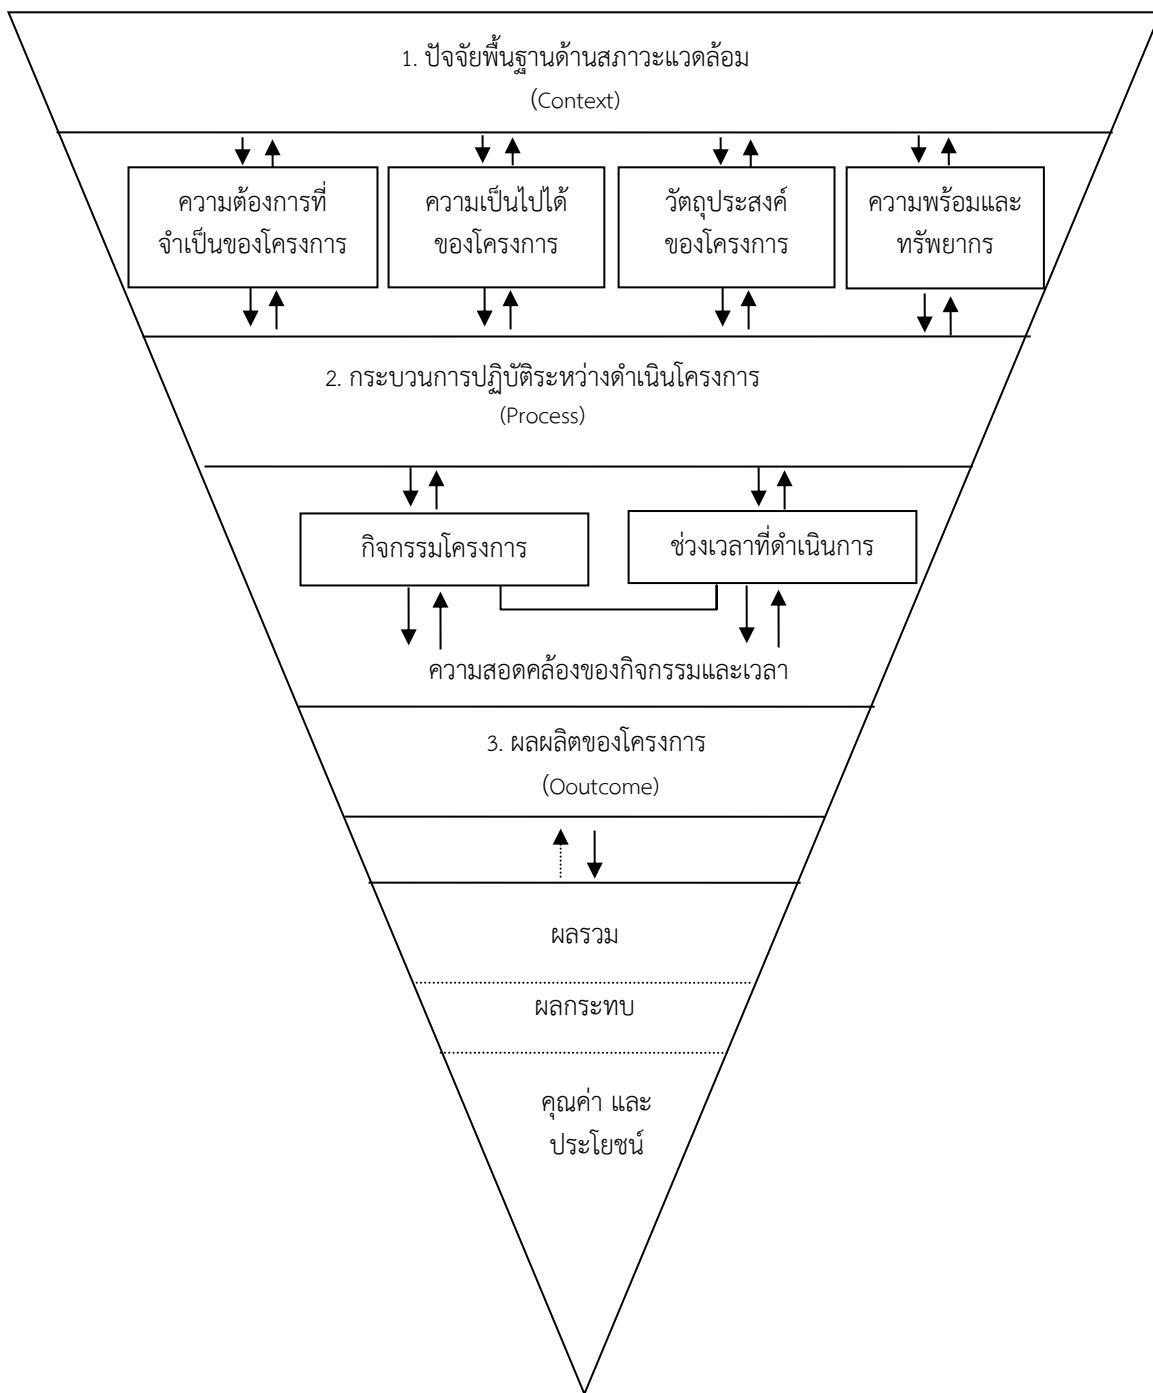 1. ปัจจัยพื้นฐานด้านสภาวะแวดล้อม
(Context)
ความต้องการที่
จำเป็นของโครงการ
ความเป็นไปได้
ของโครงการ
วัตถุประสงค์
ของโครงการ
ความพร้อมและ
ทรัพยากร
2. กระบวนการปฏิบัติระหว่างดำเนินโครงการ
(Process)
กิจกรรมโครงการ
ช่วงเวลาที่ดำเนินการ
ความสอดคล้องของกิจกรรมและเวลา
3. ผลผลิตของโครงการ
(Ooutcome)
ผลรวม
ผลกระทบ
คุณค่า และ
ประโยชน์